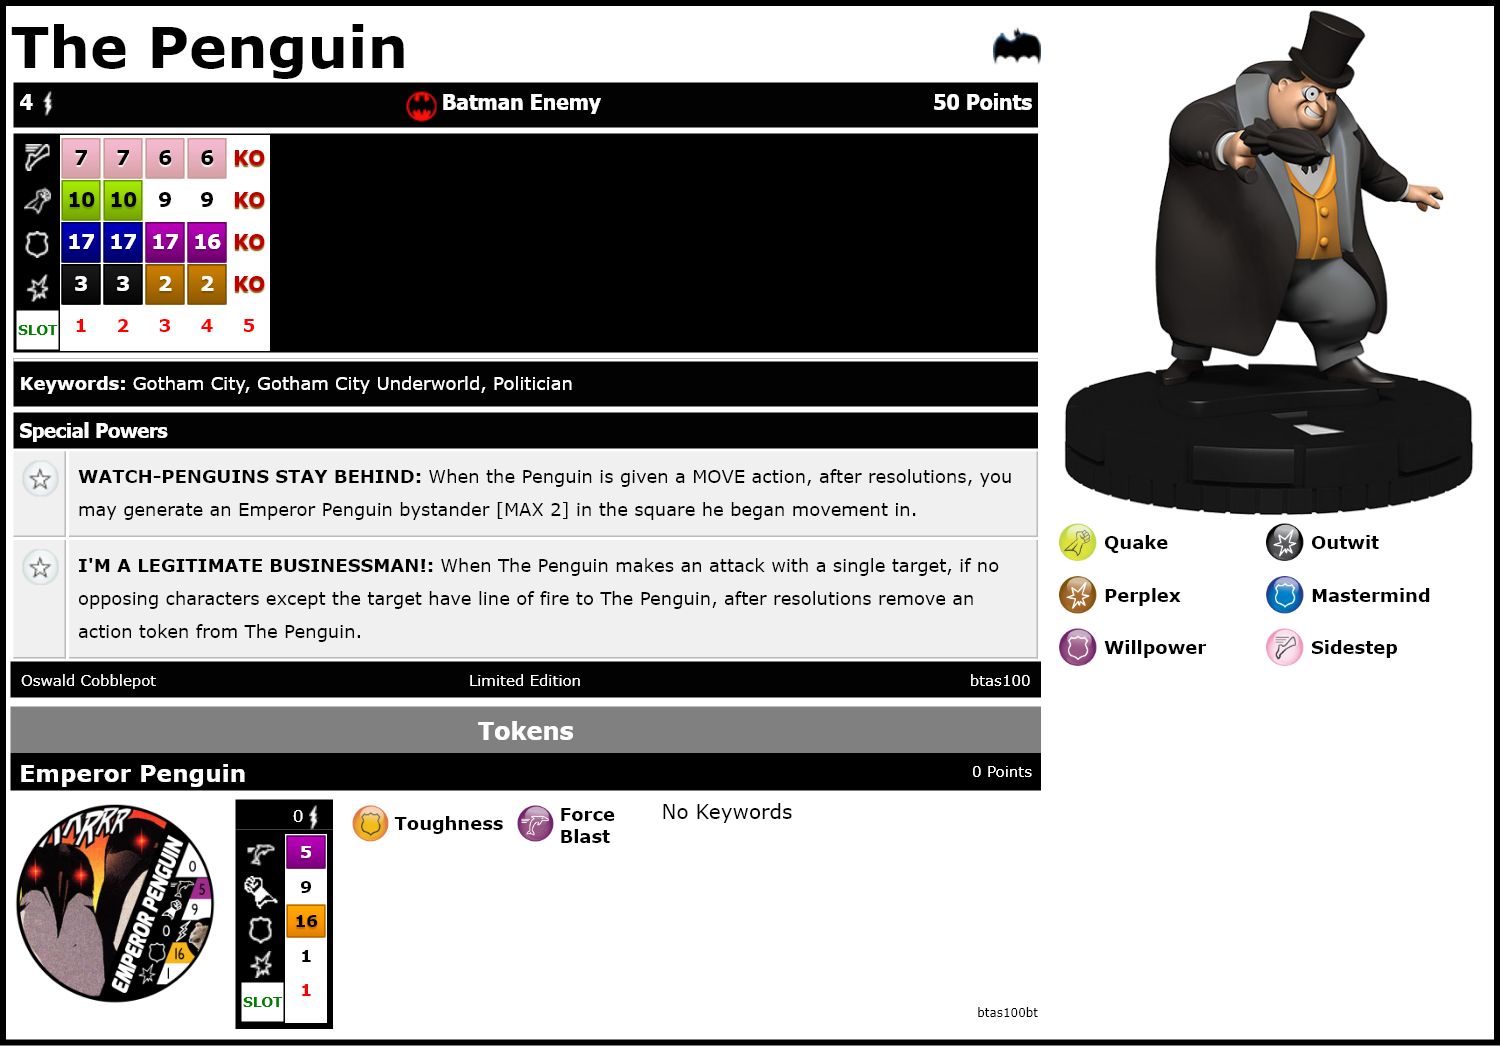 The Penguin
4 Batman Enemy 50 Points
7 7 6 6 KO
10 10 9 9 KO
17 17 17 16 KO
3 3 2 2 KO
SLOT 1 2 3 4 5
Keywords: Gotham City, Gotham City Underworld, Politician
Special Powers
WATCH-PENGUINS STAY BEHIND: When the Penguin is given a MOVE action, after resolutions, you
may generate an Emperor Penguin bystander [MAX 2] in the square he began movement in.
I'M A LEGITIMATE BUSINESSMAN!: When The Penguin makes an attack with a single target, if no
opposing characters except the target have line of fire to The Penguin, after resolutions remove an
action token from The Penguin.
Oswald Cobblepot Limited Edition btas100
Quake Outwit
Perplex Mastermind
Willpower Sidestep
Tokens
Emperor Penguin 0 Points
EMPEROR PENGUIN
0
5
9
0
16
1
0
5
9
16
1
SLOT 1
Toughness
Force
Blast
No Keywords
btas100bt